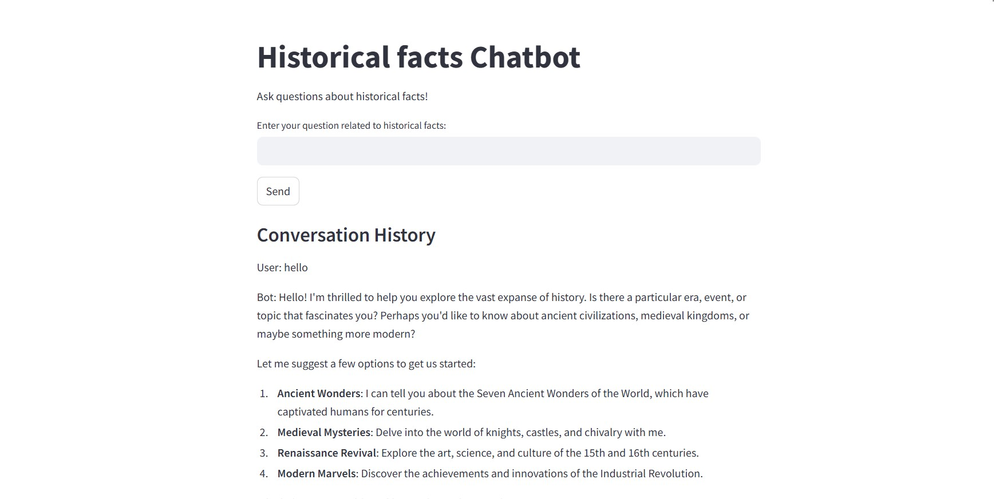 Historical facts Chatbot
Ask questions about historical facts!
Enter your question related to historical facts:
Send
Conversation History
User: hello
Bot: Hello! I'm thrilled to help you explore the vast expanse of history. Is there a particular era, event, or
topic that fascinates you? Perhaps you'd like to know about ancient civilizations, medieval kingdoms, or
maybe something more modern?
Let me suggest a few options to get us started:
1. Ancient Wonders: I can tell you about the Seven Ancient Wonders of the World, which have
captivated humans for centuries.
2. Medieval Mysteries: Delve into the world of knights, castles, and chivalry with me.
3. Renaissance Revival: Explore the art, science, and culture of the 15th and 16th centuries.
4. Modern Marvels: Discover the achievements and innovations of the Industrial Revolution.